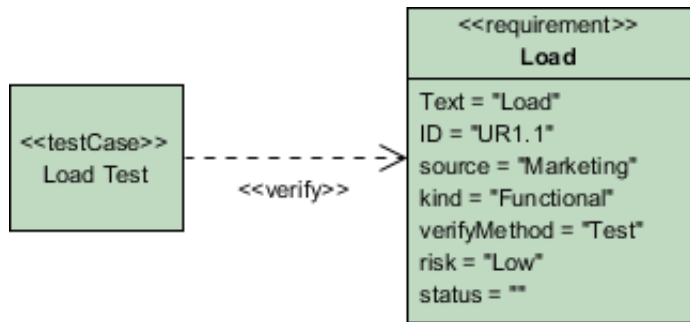 <<testCase>>
Load Test
<<verify>>
<<requirement>>
Load
Text = "Load"
ID = "UR1.1"
source = "Marketing"
kind = "Functional"
verifyMethod = "Test"
risk = "Low"
status = ""